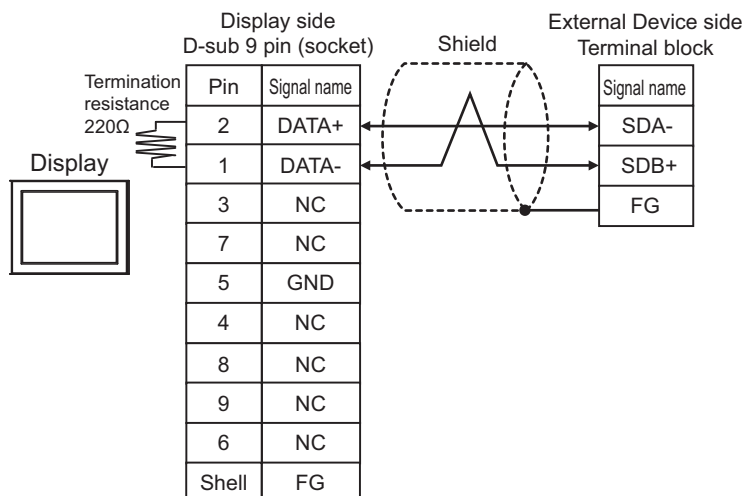 Display side
D-sub 9 pin (socket)
Shield
External Device side
Terminal block
Termination
resistance
220Ω
Display
Pin Signal name
2 DATA+
1 DATA-
3 NC
7 NC
5 GND
4 NC
8 NC
9 NC
6 NC
Shell FG
Signal name
SDA-
SDB+
FG